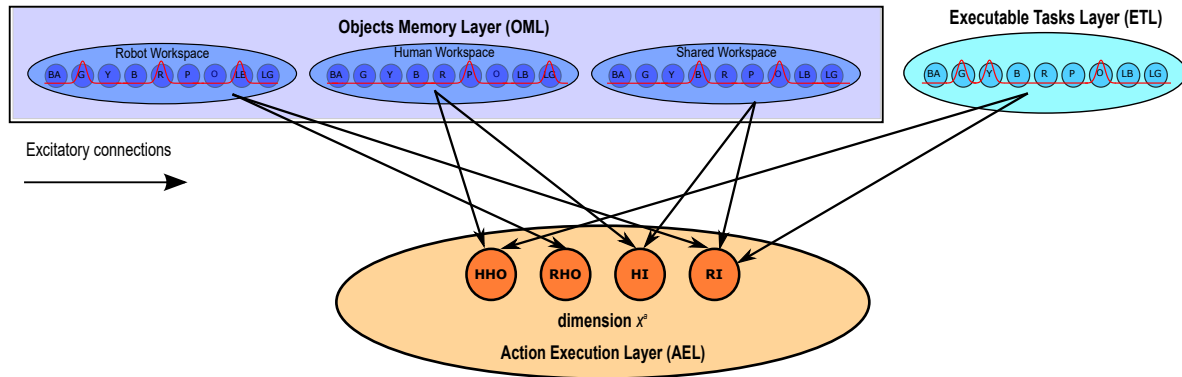 Objects Memory Layer (OML)
Executable Tasks Layer (ETL)
Robot Workspace
Human Workspace
Shared Workspace
BA G Y B R P O LB LG
BA G Y B R P O LB LG
BA G Y B R P O LB LG
BA G Y B R P O LB LG
Excitatory connections
HHO RHO HI RI
dimension xᵃ
Action Execution Layer (AEL)